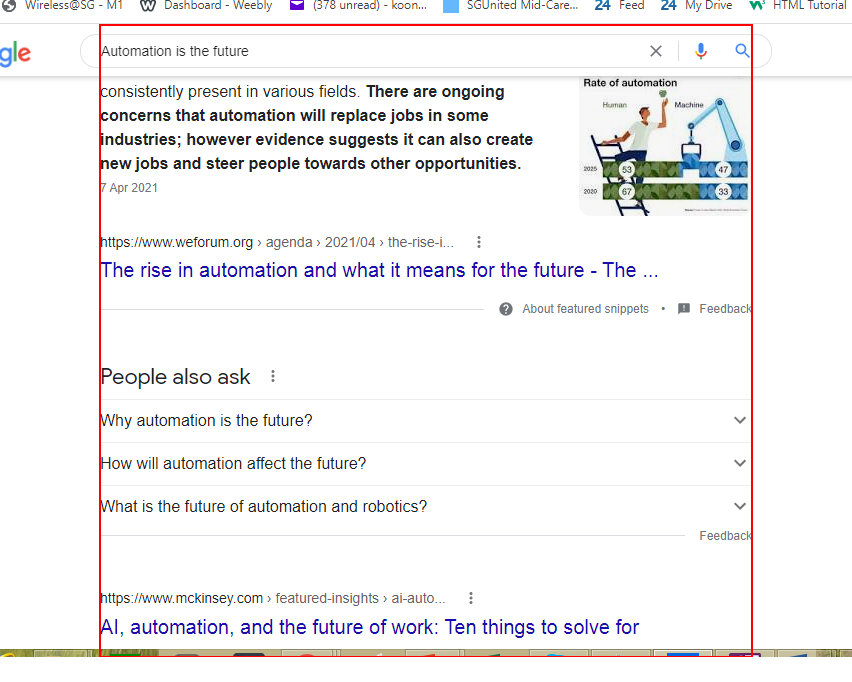 Wireless@SG - M1 Dashboard - Weebly (378 unread) - koon... SGUnited Mid-Care... 24 Feed 24 My Drive HTML Tutorial
gle Automation is the future
consistently present in various fields. There are ongoing
concerns that automation will replace jobs in some
industries; however evidence suggests it can also create
new jobs and steer people towards other opportunities.
7 Apr 2021
Rate of automation
Human Machine
2025 53 47
2020 67 33
https://www.weforum.org › agenda › 2021/04 › the-rise-i...
The rise in automation and what it means for the future - The ...
About featured snippets • Feedback
People also ask
Why automation is the future?
How will automation affect the future?
What is the future of automation and robotics?
Feedback
https://www.mckinsey.com › featured-insights › ai-auto...
AI, automation, and the future of work: Ten things to solve for